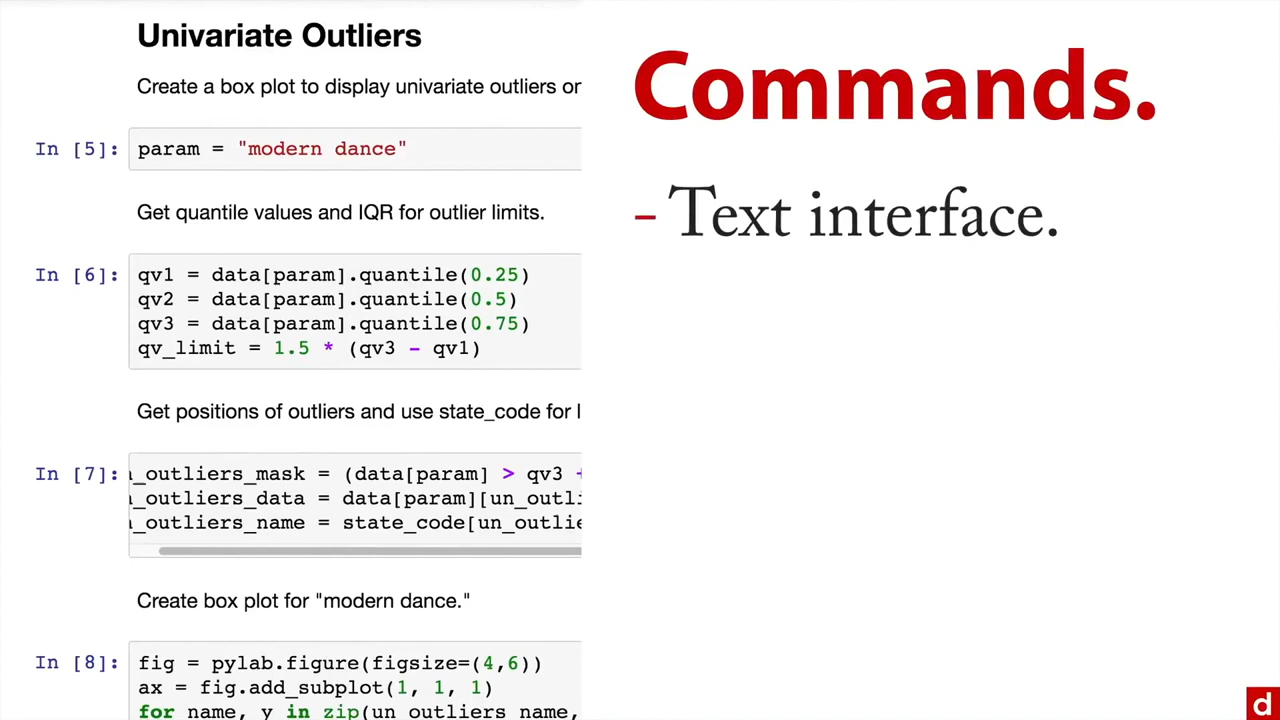 Univariate Outliers
Create a box plot to display univariate outliers on
In [5]: param = "modern dance"
Get quantile values and IQR for outlier limits.
In [6]: qv1 = data[param].quantile(0.25)
qv2 = data[param].quantile(0.5)
qv3 = data[param].quantile(0.75)
qv_limit = 1.5 * (qv3 - qv1)
Get positions of outliers and use state_code for
In [7]: _outliers_mask = (data[param] > qv3 +
_outliers_data = data[param][un_outli
_outliers_name = state_code[un_outlie
Create box plot for "modern dance."
In [8]: fig = pylab.figure(figsize=(4,6))
ax = fig.add_subplot(1, 1, 1)
for name, y in zip(un_outliers_name,
Commands.
- Text interface.
d